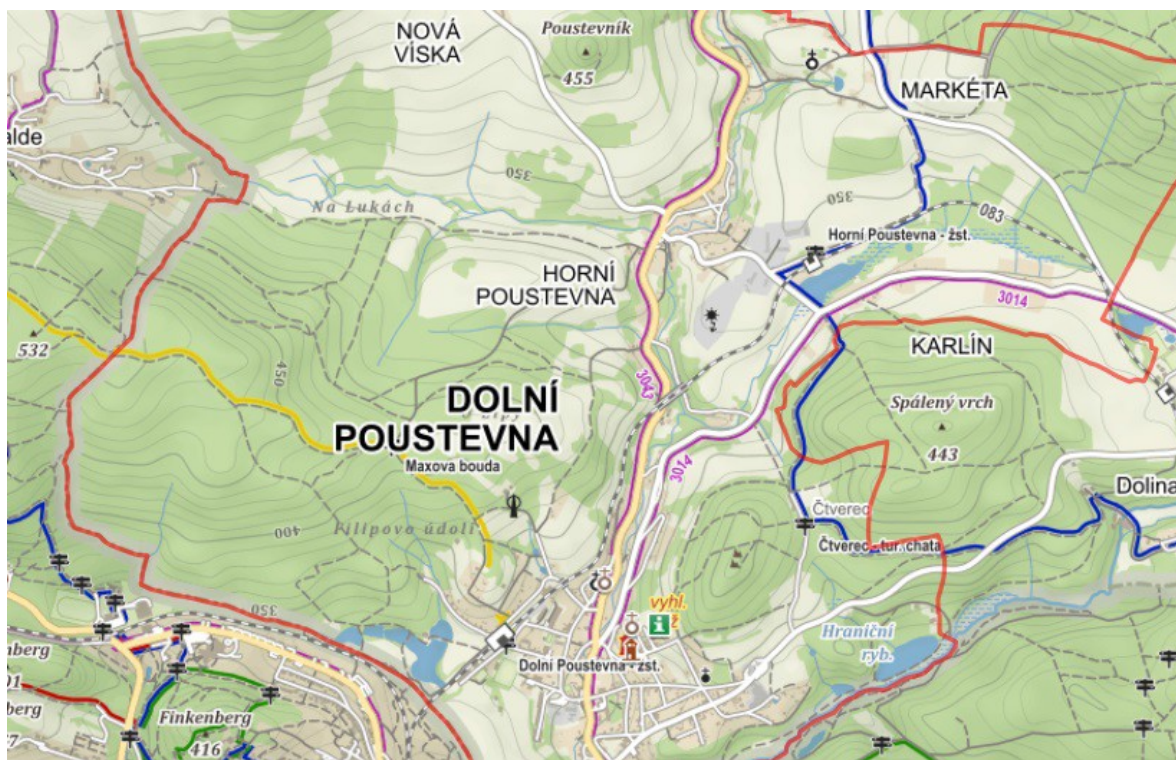 NOVÁ
VÍSKA
Poustevník
455
MARKÉTA
alde
350
Na Lukách
350
083
Horní Poustevna - žst.
HORNÍ
POUSTEVNA
3014
532
450
3043
KARLÍN
DOLNÍ
POUSTEVNA
Spálený vrch
Maxova bouda
443
3014
Dolina
Čtverec
400
Filipovo údolí
Čtverec - tur. chata
350
vyhl.
ž
i
Hraniční
ryb.
nberg
Dolní Poustevna - žst.
01
berg
Finkenberg
416